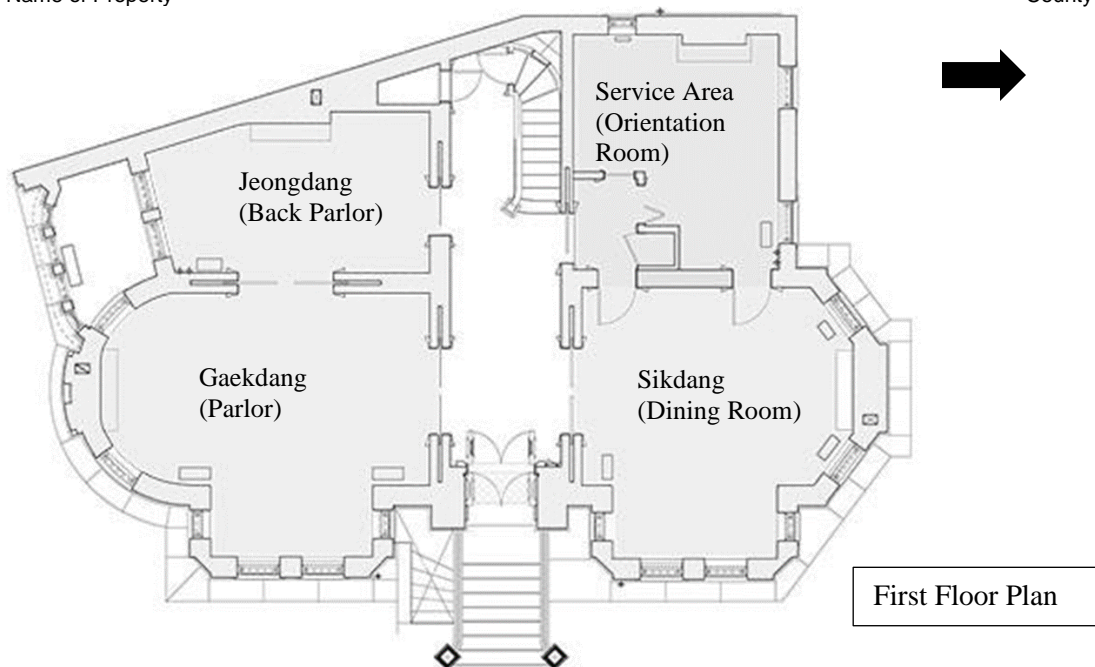 Name of Property
County
Service Area
(Orientation
Room)
Jeongdang
(Back Parlor)
Gaekdang
(Parlor)
Sikdang
(Dining Room)
First Floor Plan